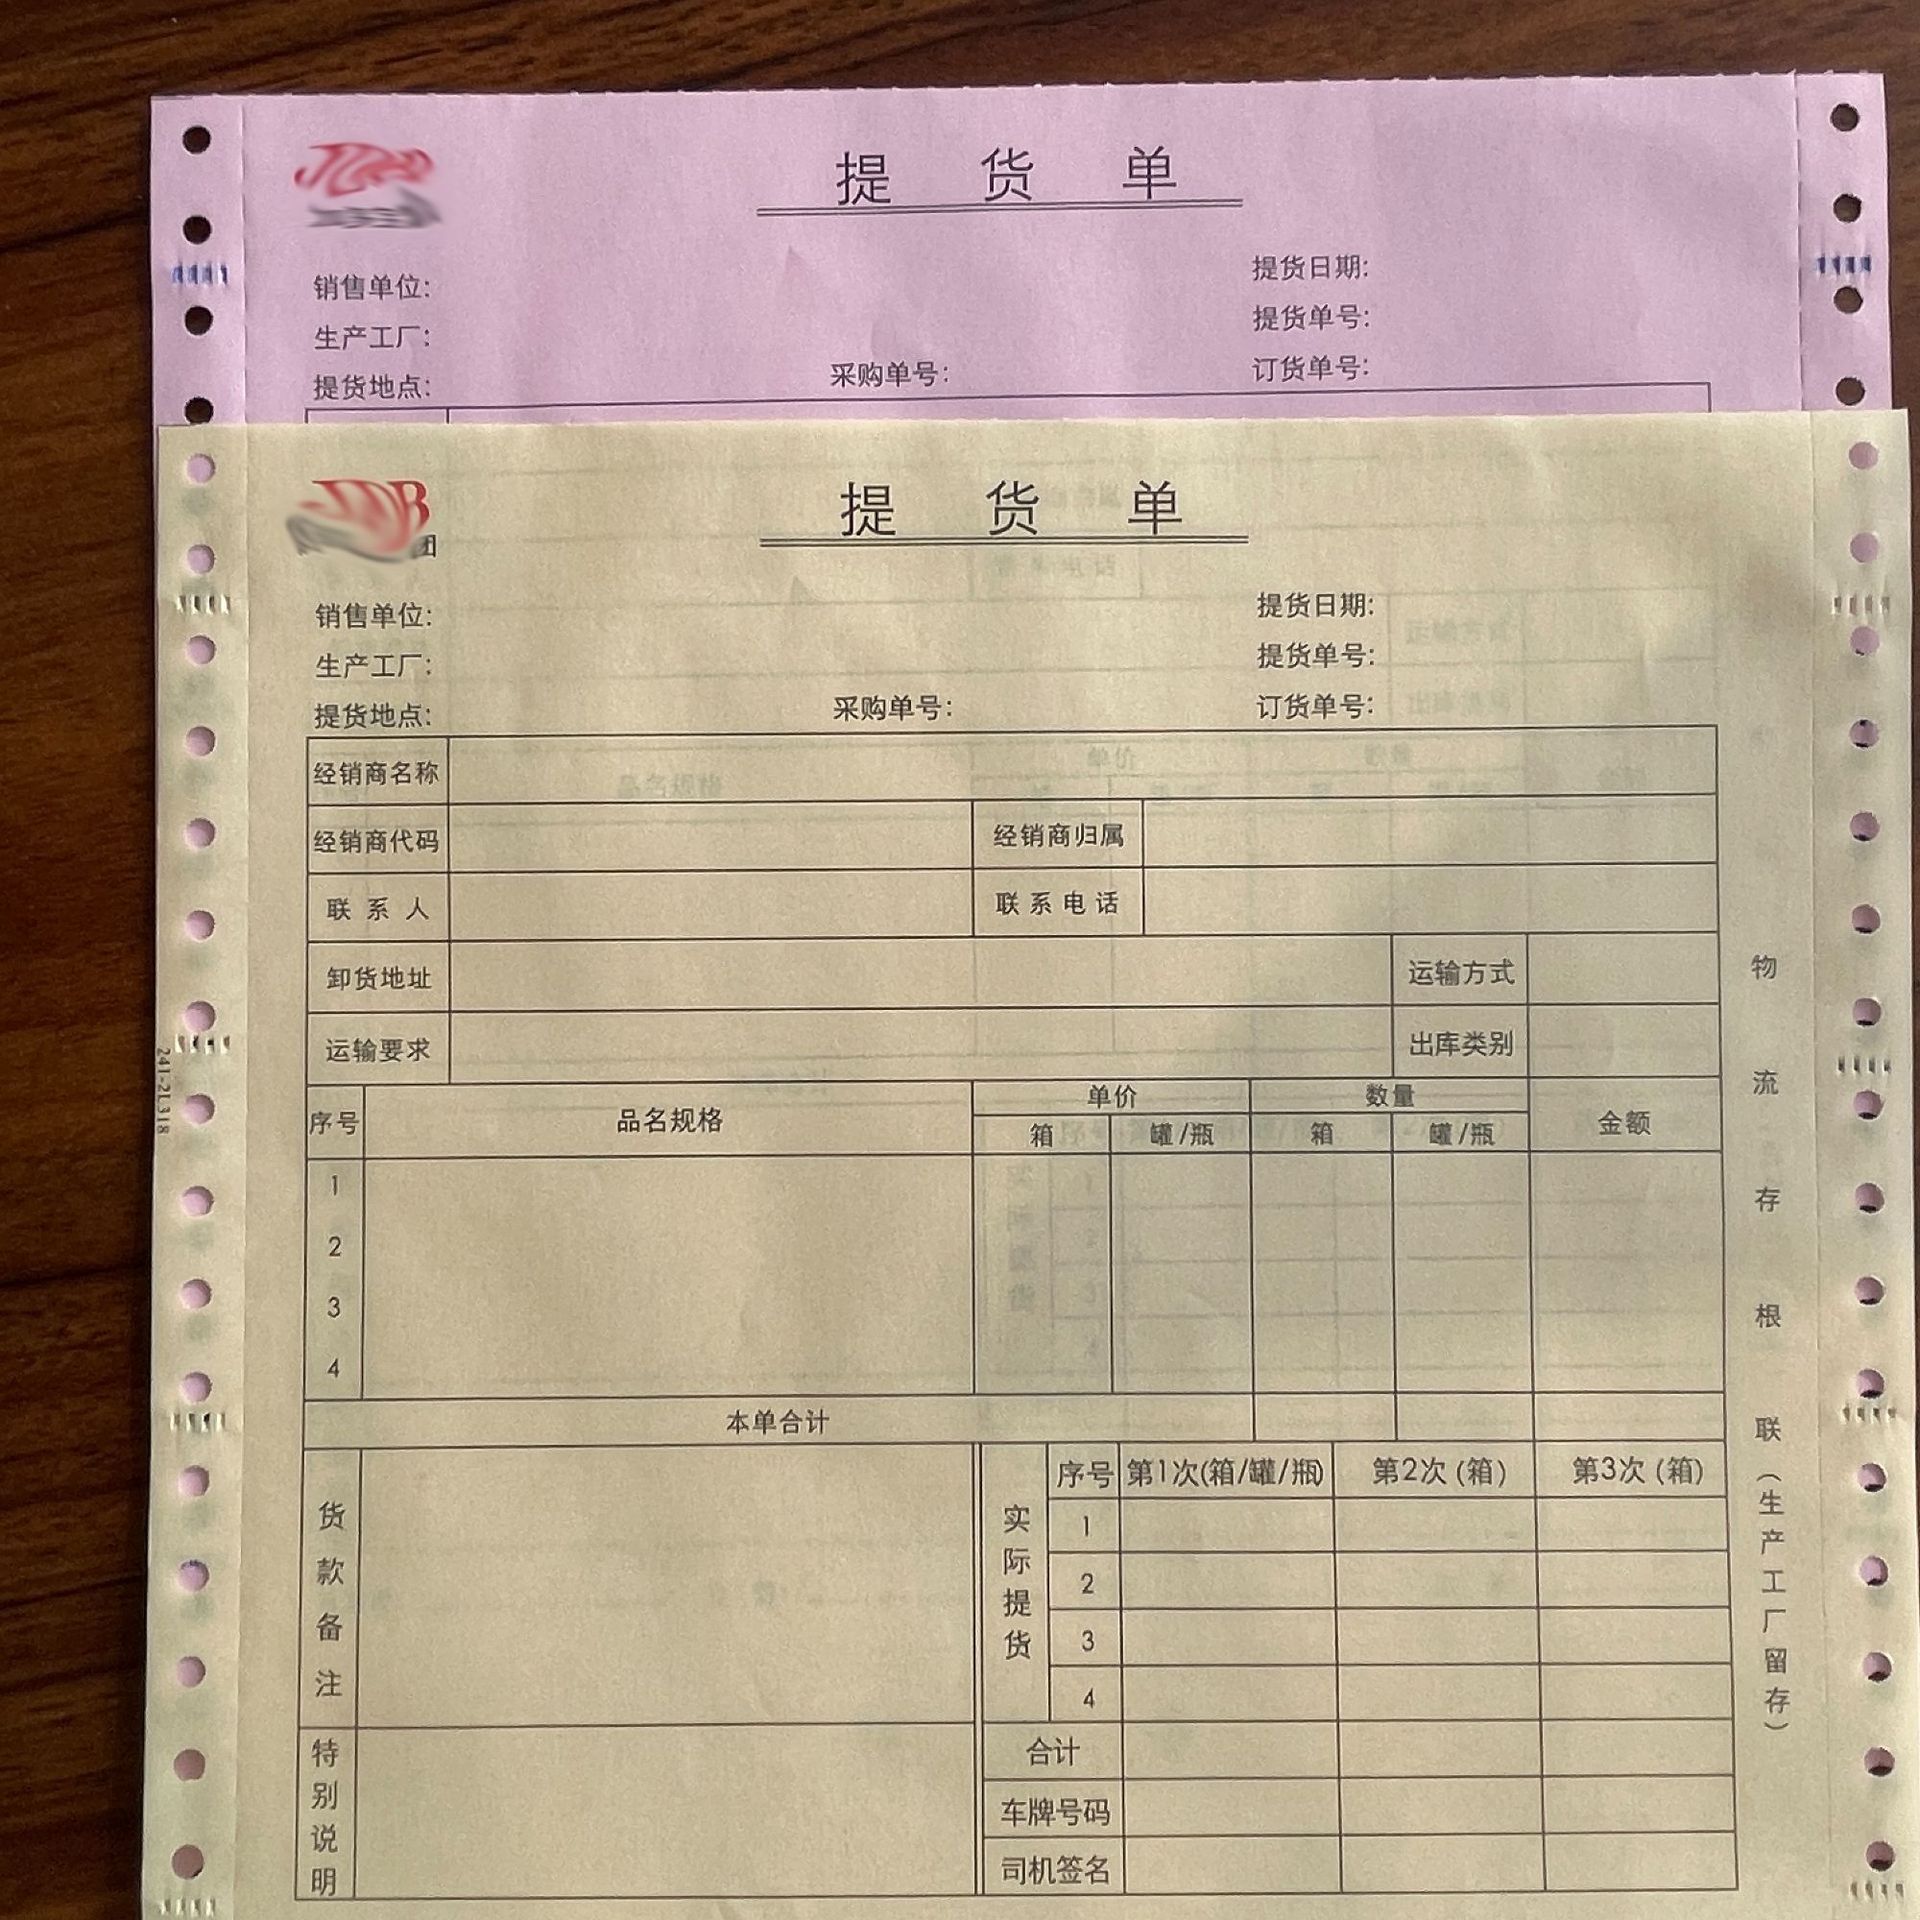 提货单
销售单位:
提货日期:
生产工厂:
提货单号:
提货地点:
采购单号:
订货单号:
提货单
团
销售单位:
提货日期:
生产工厂:
提货单号:
提货地点:
采购单号:
订货单号:
经销商名称
经销商代码 经销商归属
联系人 联系电话
卸货地址 运输方式
运输要求 出库类别
序号 品名规格 单价 数量 金额
箱 罐/瓶 箱 罐/瓶
1
2
3
4
本单合计
货款备注
实际提货
序号 第1次(箱/罐/瓶) 第2次(箱) 第3次(箱)
1
2
3
4
特别说明
合计
车牌号码
司机签名
物流存根联(生产工厂留存)
241-2L318